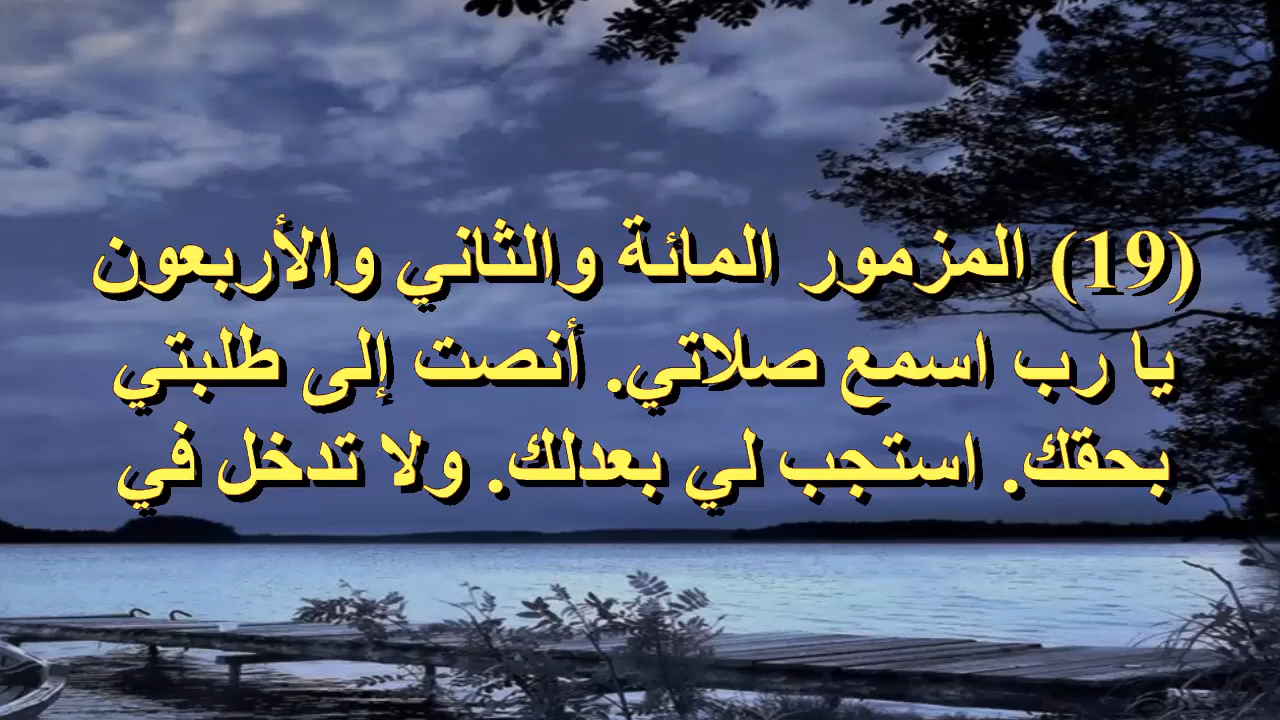 (19) المزمور المائة والثاني والأربعون
يا رب اسمع صلاتي. أنصت إلى طلبتي
بحقك. استجب لي بعدلك. ولا تدخل في